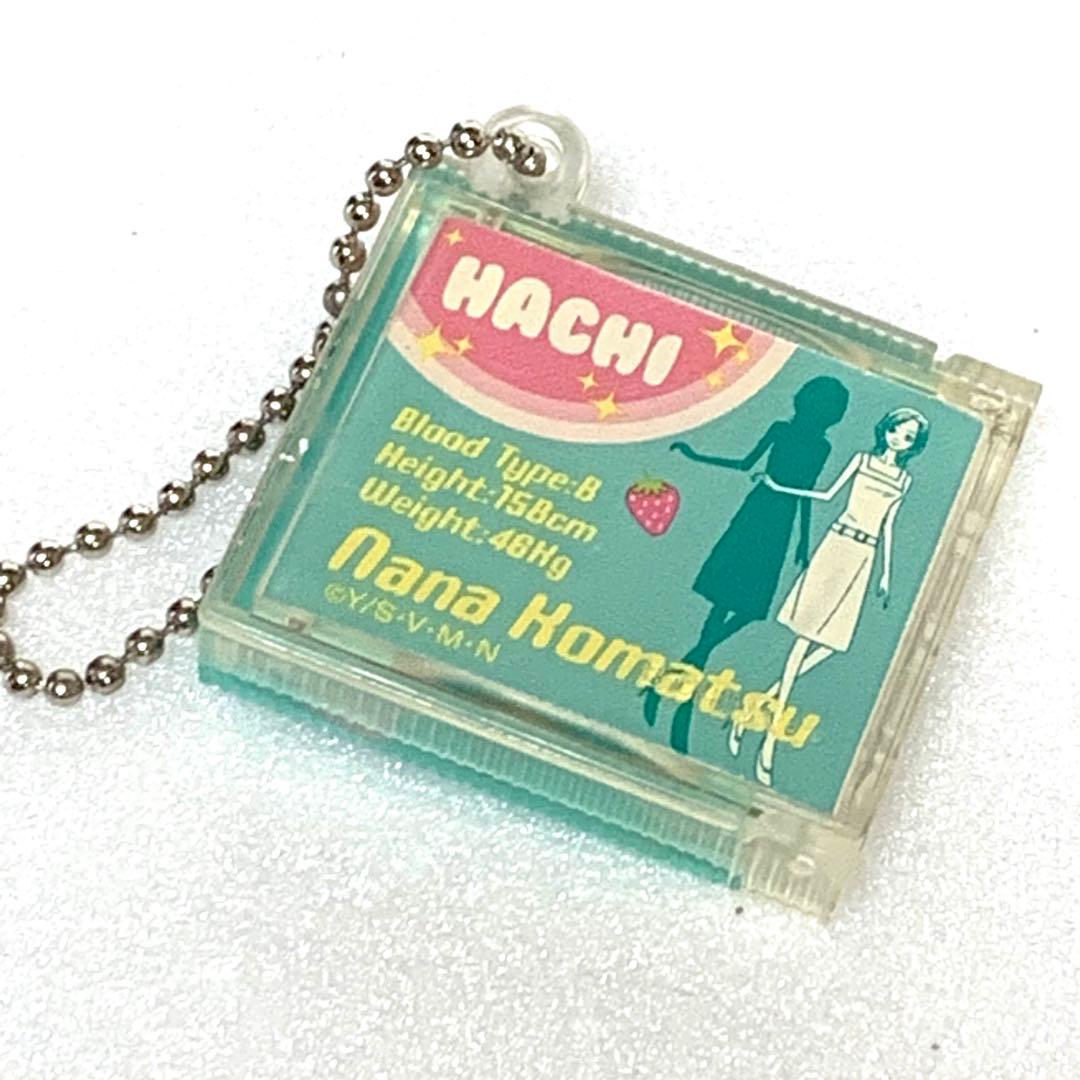 HACHI
Blood Type:B
Height:158cm
Weight:46Kg
Nana Komatsu
©Y/S・V・M・N